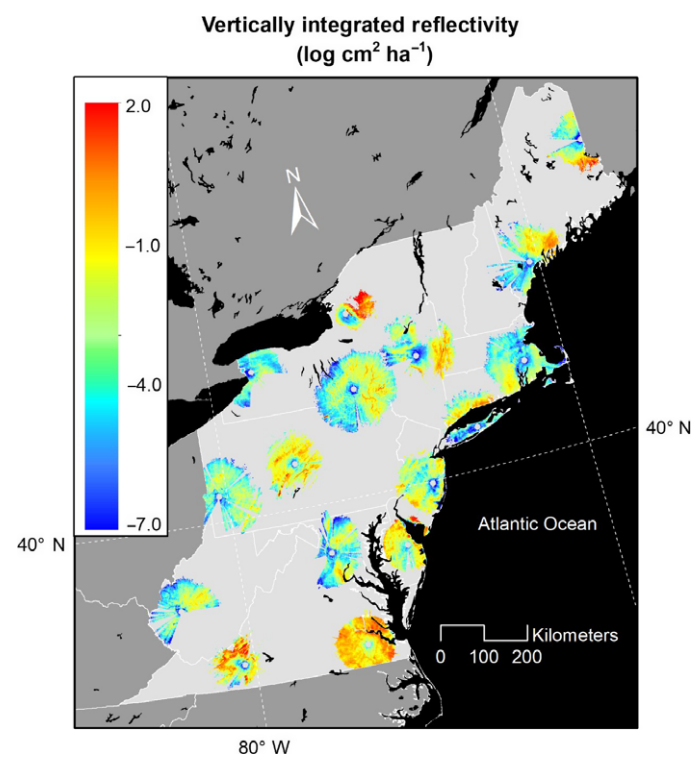 Vertically integrated reflectivity
(log cm² ha⁻¹)
2.0
–1.0
–4.0
–7.0
N
40° N
Atlantic Ocean
40° N
Kilometers
0 100 200
80° W